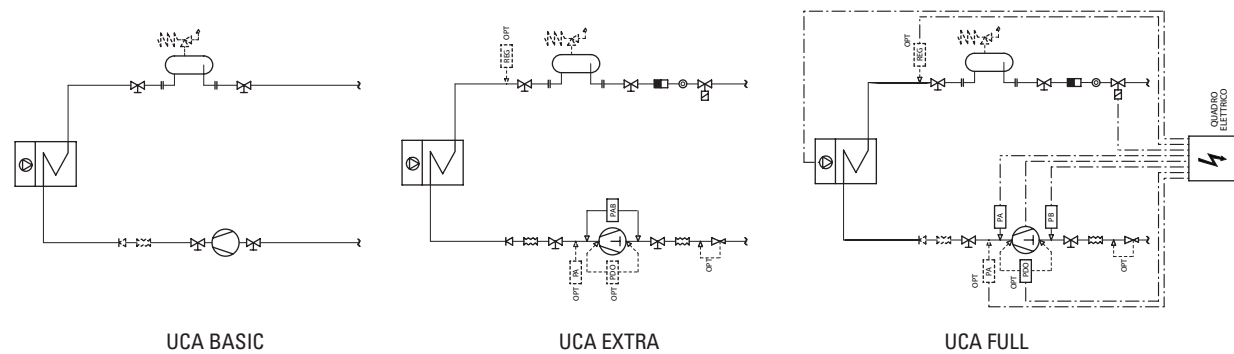 OPT
REG
OPT
REG
QUADRO
ELETTRICO
PAB
PA
PB
OPT
PA
OPT
PDO
OPT
OPT
PA
OPT
PDO
OPT
UCA BASIC
UCA EXTRA
UCA FULL